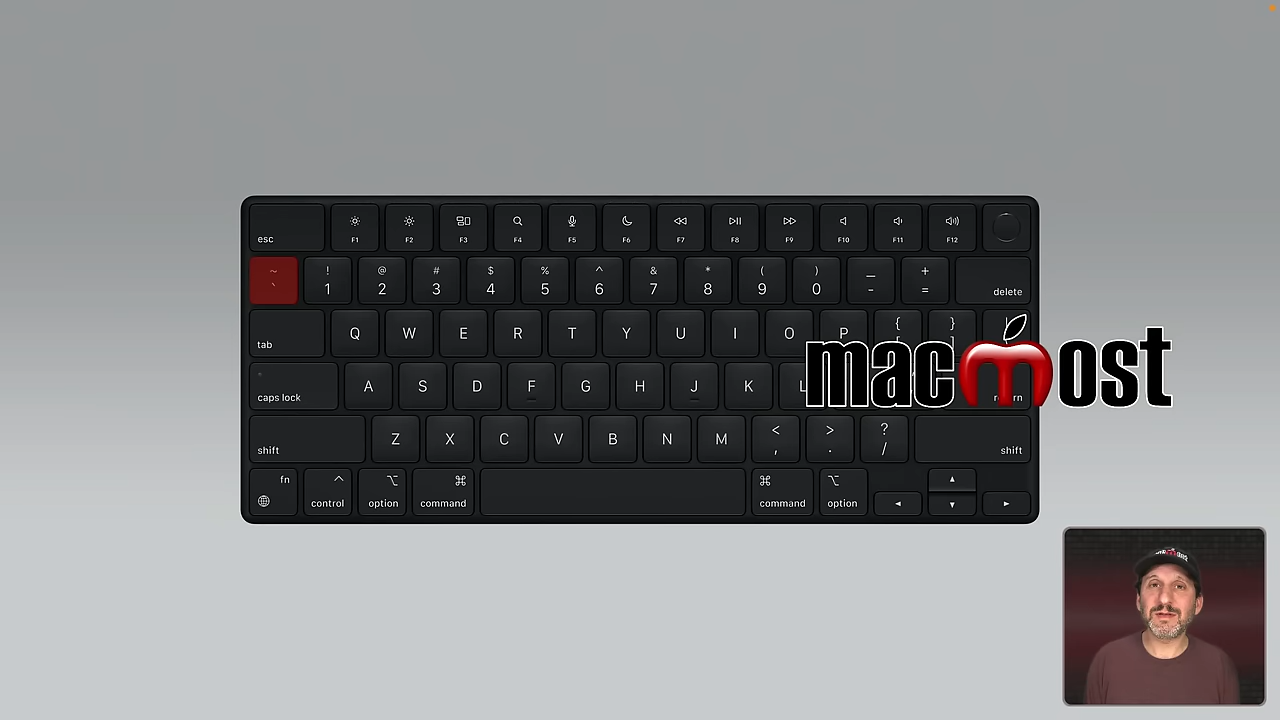 esc F1 F2 F3 F4 F5 F6 F7 F8 F9 F10 F11 F12
~ ! @ # $ % ^ & * ( ) _ +
` 1 2 3 4 5 6 7 8 9 0 - = delete
tab Q W E R T Y U I O P { }
caps lock A S D F G H J K
macmost
shift Z X C V B N M < , > . ? / shift
fn control option command command option